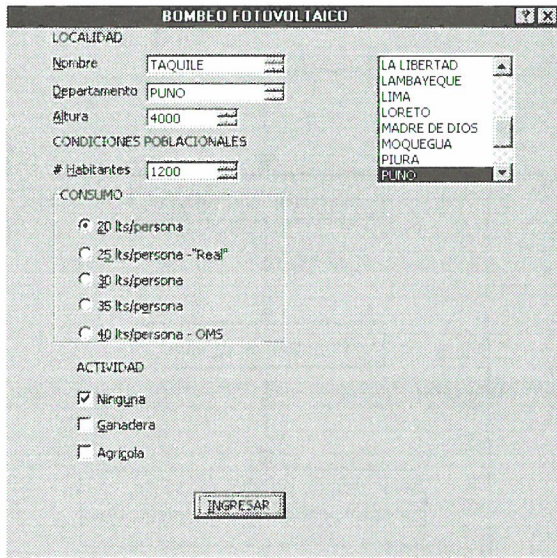 BOMBEO FOTOVOLTAICO
LOCALIDAD
Nombre TAQUILE
Departamento PUNO
Altura 4000
CONDICIONES POBLACIONALES
# Habitantes 1200
CONSUMO
20 lts/persona
25 lts/persona -"Real"
30 lts/persona
35 lts/persona
40 lts/persona - OMS
ACTIVIDAD
Ninguna
Ganadera
Agrígola
INGRESAR
LA LIBERTAD
LAMBAYEQUE
LIMA
LORETO
MADRE DE DIOS
MOQUEGUA
PIURA
PUNO